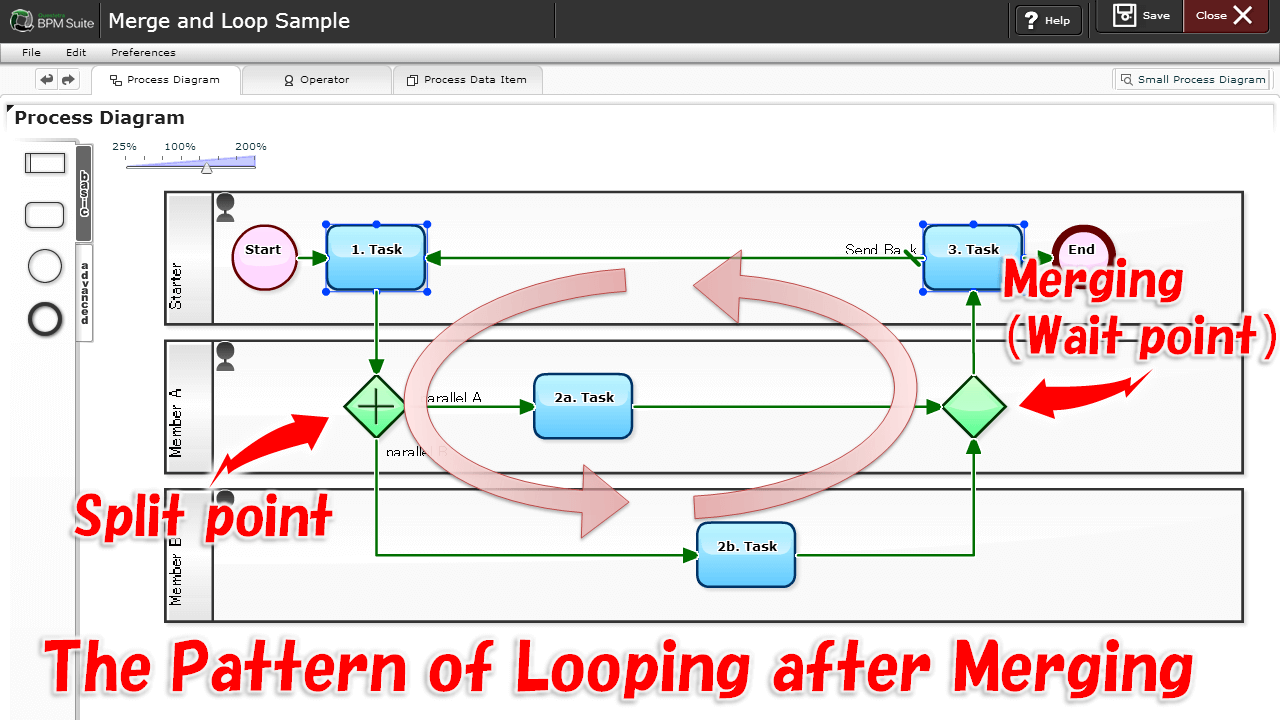 Questetra
BPM Suite
Merge and Loop Sample
Help
Save
Close
File Edit Preferences
Process Diagram
Operator
Process Data Item
Small Process Diagram
Process Diagram
25% 100% 200%
basic
advanced
Starter
Start
1. Task
Send Back
3. Task
End
Merging
(Wait point)
Member A
parallel A
2a. Task
parallel B
Split point
Member B
2b. Task
The Pattern of Looping after Merging